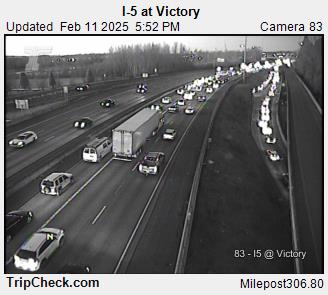 I-5 at Victory
Updated  Feb 11 2025  5:52 PM
Camera 83
83 - I5 @ Victory
TripCheck.com
Milepost306.80